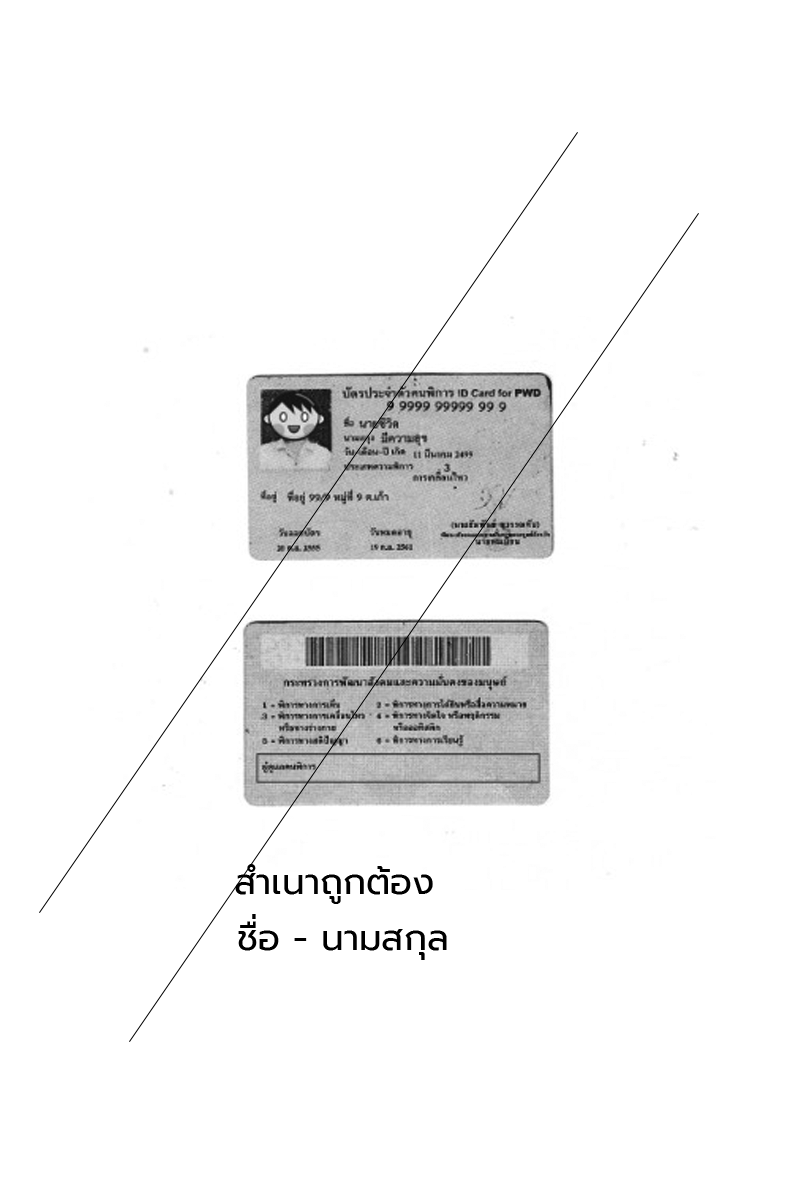 บัตรประจำตัวคนพิการ ID Card for PWD
9 9999 99999 99 9
ชื่อ นายชีวิต
นามสกุล มีความสุข
วัน-เดือน-ปี เกิด 11 มีนาคม 2499
ประเภทความพิการ 3
การเคลื่อนไหว
ที่อยู่ ที่อยู่ 99/9 หมู่ที่ 9 ต.เก้า
วันออกบัตร วันหมดอายุ
20 ก.ย. 2555 19 ก.ย. 2561
นายทะเบียน
กระทรวงการพัฒนาสังคมและความมั่นคงของมนุษย์
1 = พิการทางการเห็น 2 = พิการทางการได้ยินหรือสื่อความหมาย
3 = พิการทางการเคลื่อนไหว 4 = พิการทางจิตใจ หรือพฤติกรรม
หรือทางร่างกาย หรือออทิสติก
5 = พิการทางสติปัญญา 6 = พิการทางการเรียนรู้
ผู้ดูแลคนพิการ
สำเนาถูกต้อง
ชื่อ - นามสกุล